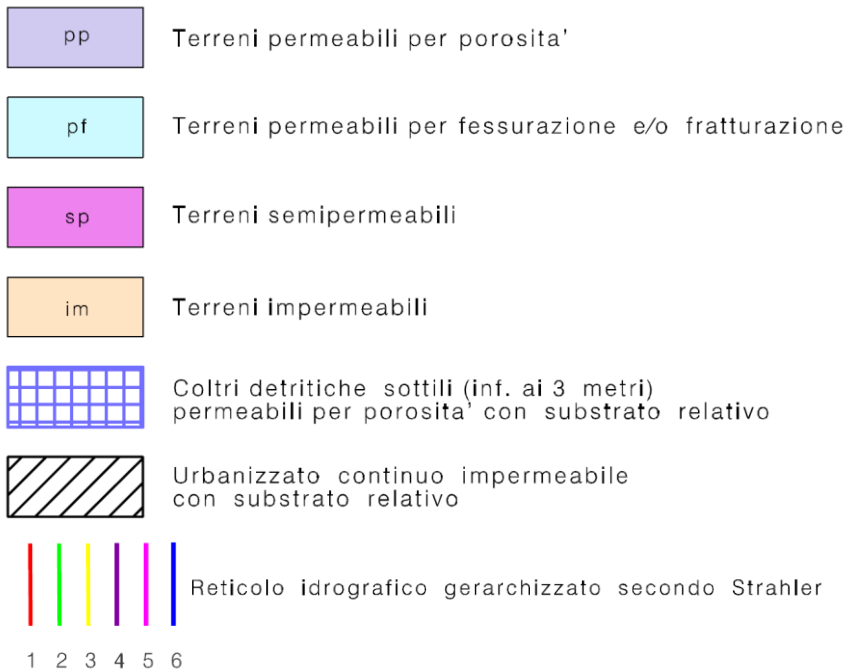 pp Terreni permeabili per porosita'
pf Terreni permeabili per fessurazione e/o fratturazione
sp Terreni semipermeabili
im Terreni impermeabili
Coltri detritiche sottili (inf. ai 3 metri)
permeabili per porosita' con substrato relativo
Urbanizzato continuo impermeabile
con substrato relativo
Reticolo idrografico gerarchizzato secondo Strahler
1 2 3 4 5 6